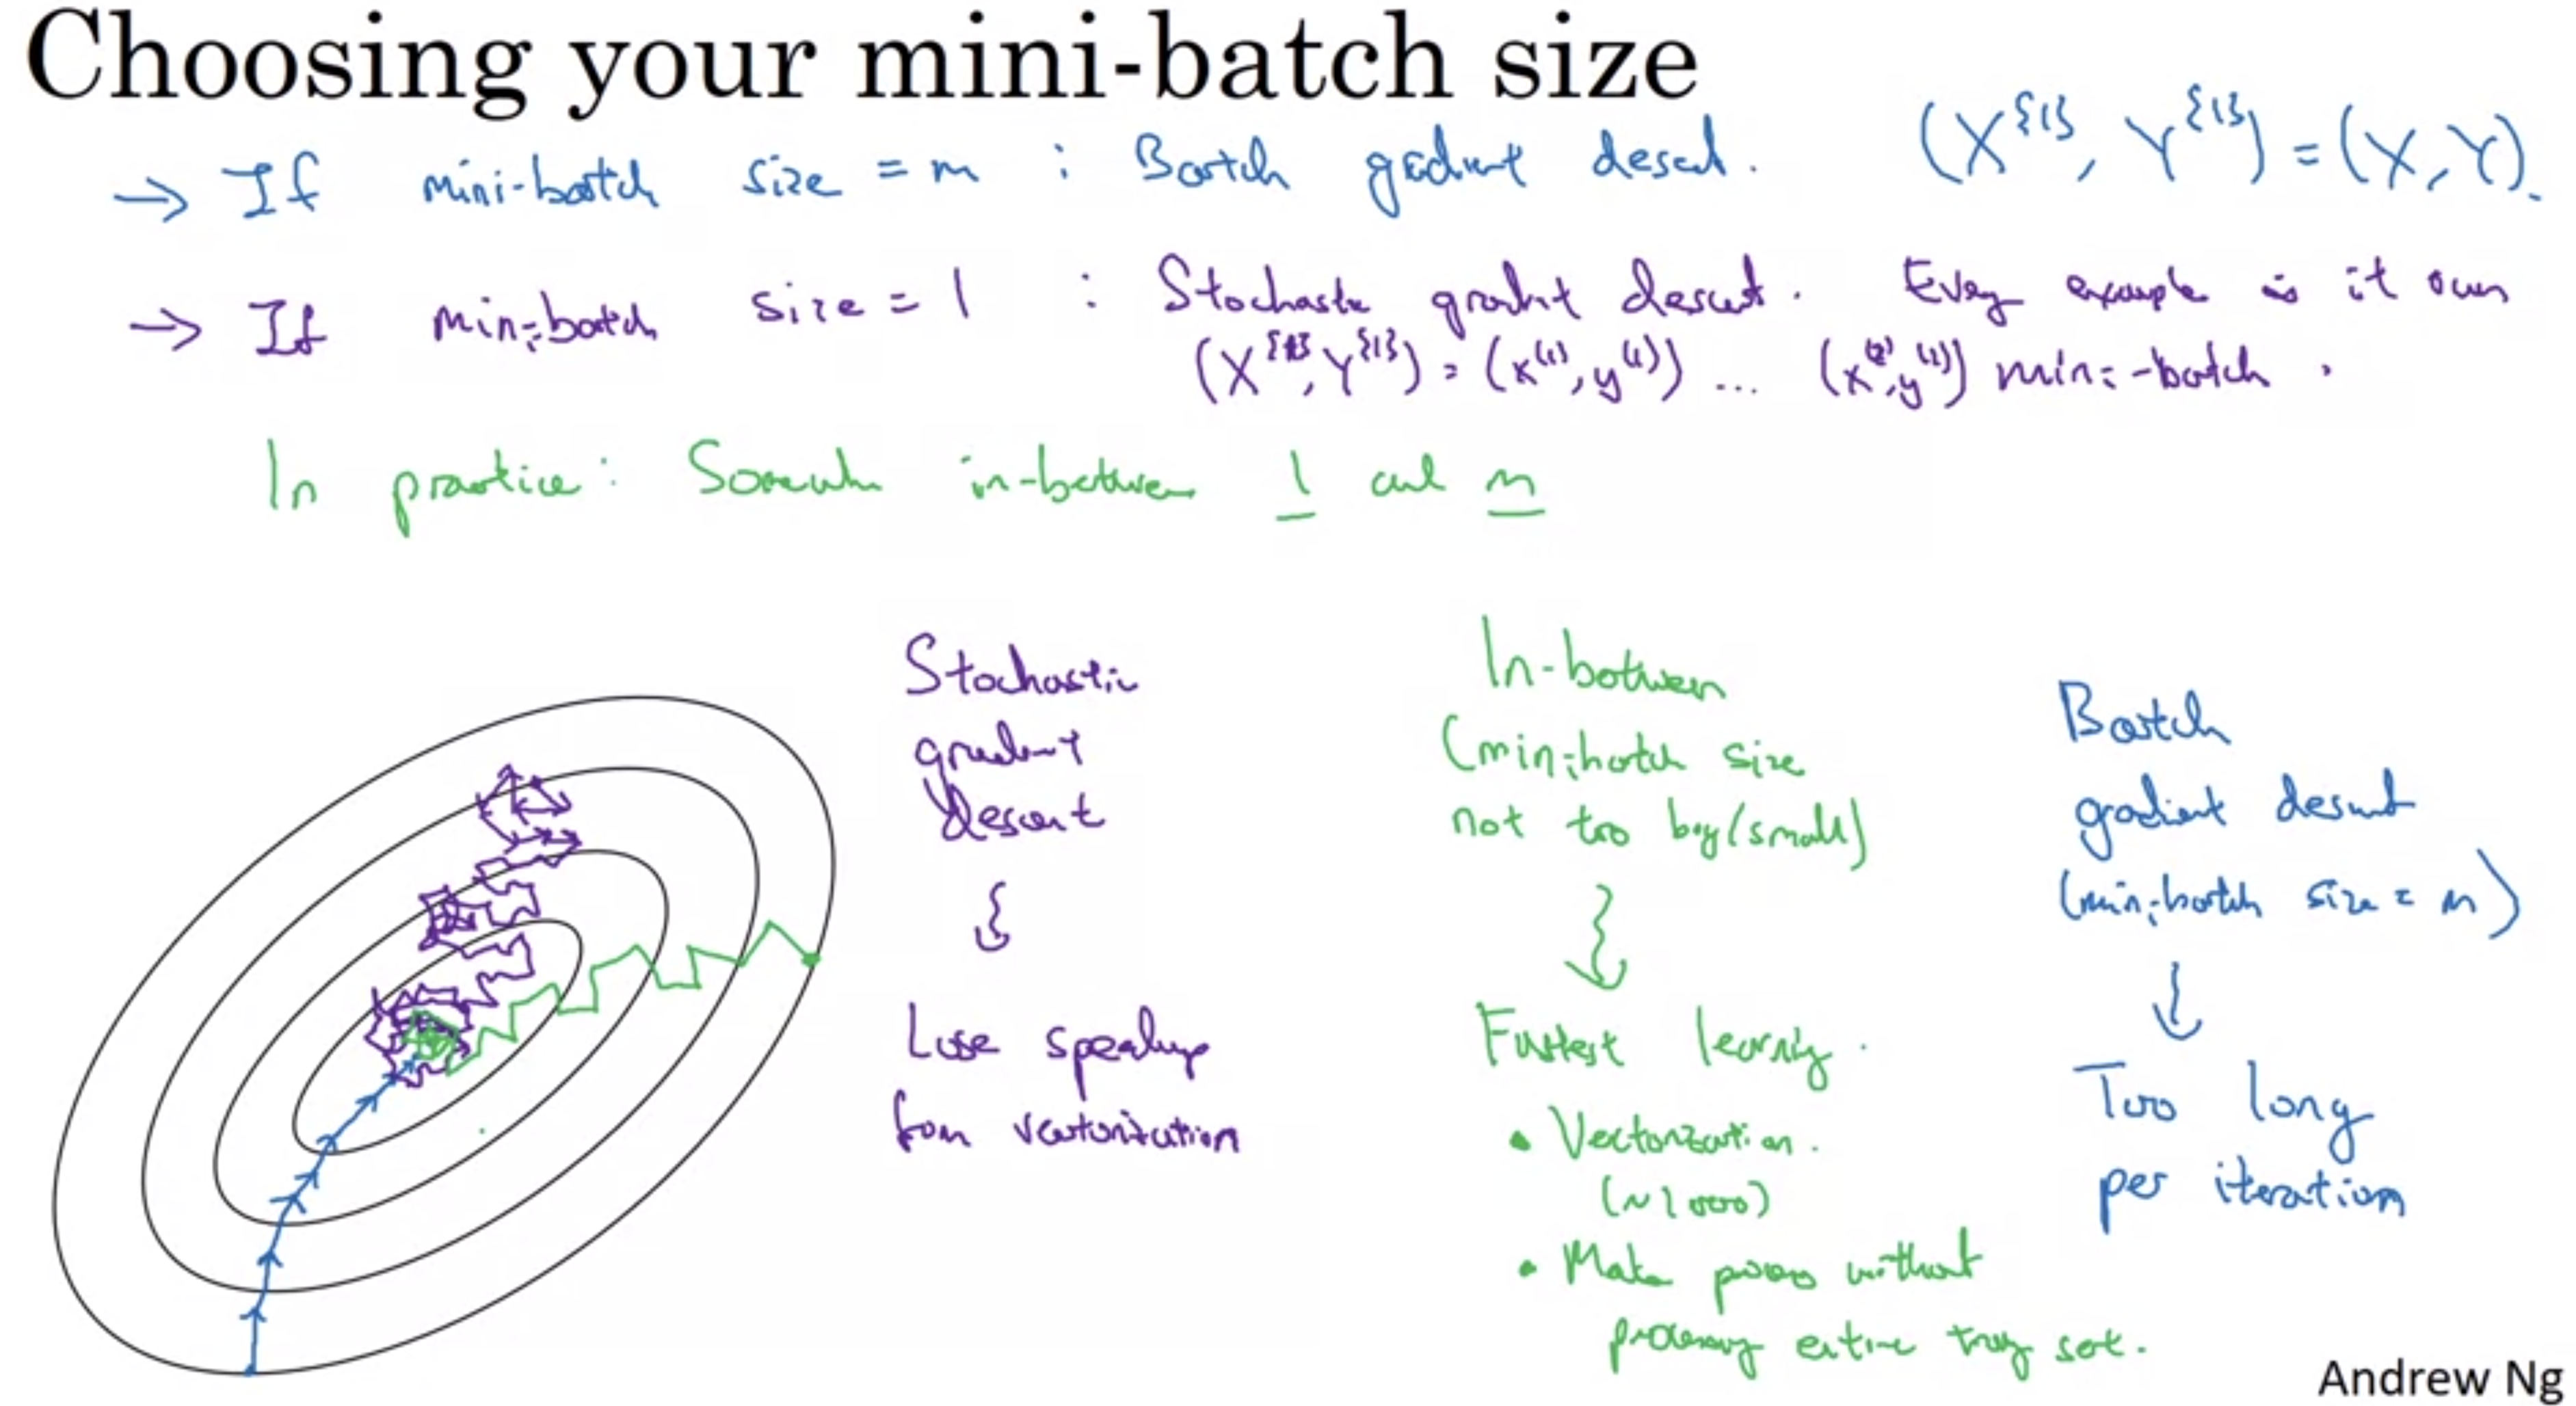 Choosing your mini-batch size
→ If mini-batch size = m : Batch gradient descent. (X^{1}, Y^{1}) = (X, Y).
→ If mini-batch size = 1 : Stochastic gradient descent. Every example is it own
(X^{1}, Y^{1}) = (x^(1), y^(1)) ... (x^(2), y^(2)) mini-batch.
In practice: Somewhere in-between 1 and m
Stochastic
gradient
descent
Lose speedup
from vectorization
In-between
(mini-batch size
not too big/small)
Fastest learning.
• Vectorization.
(~1000)
• Make progress without
processing entire training set.
Batch
gradient descent
(mini-batch size = m)
Too long
per iteration
Andrew Ng